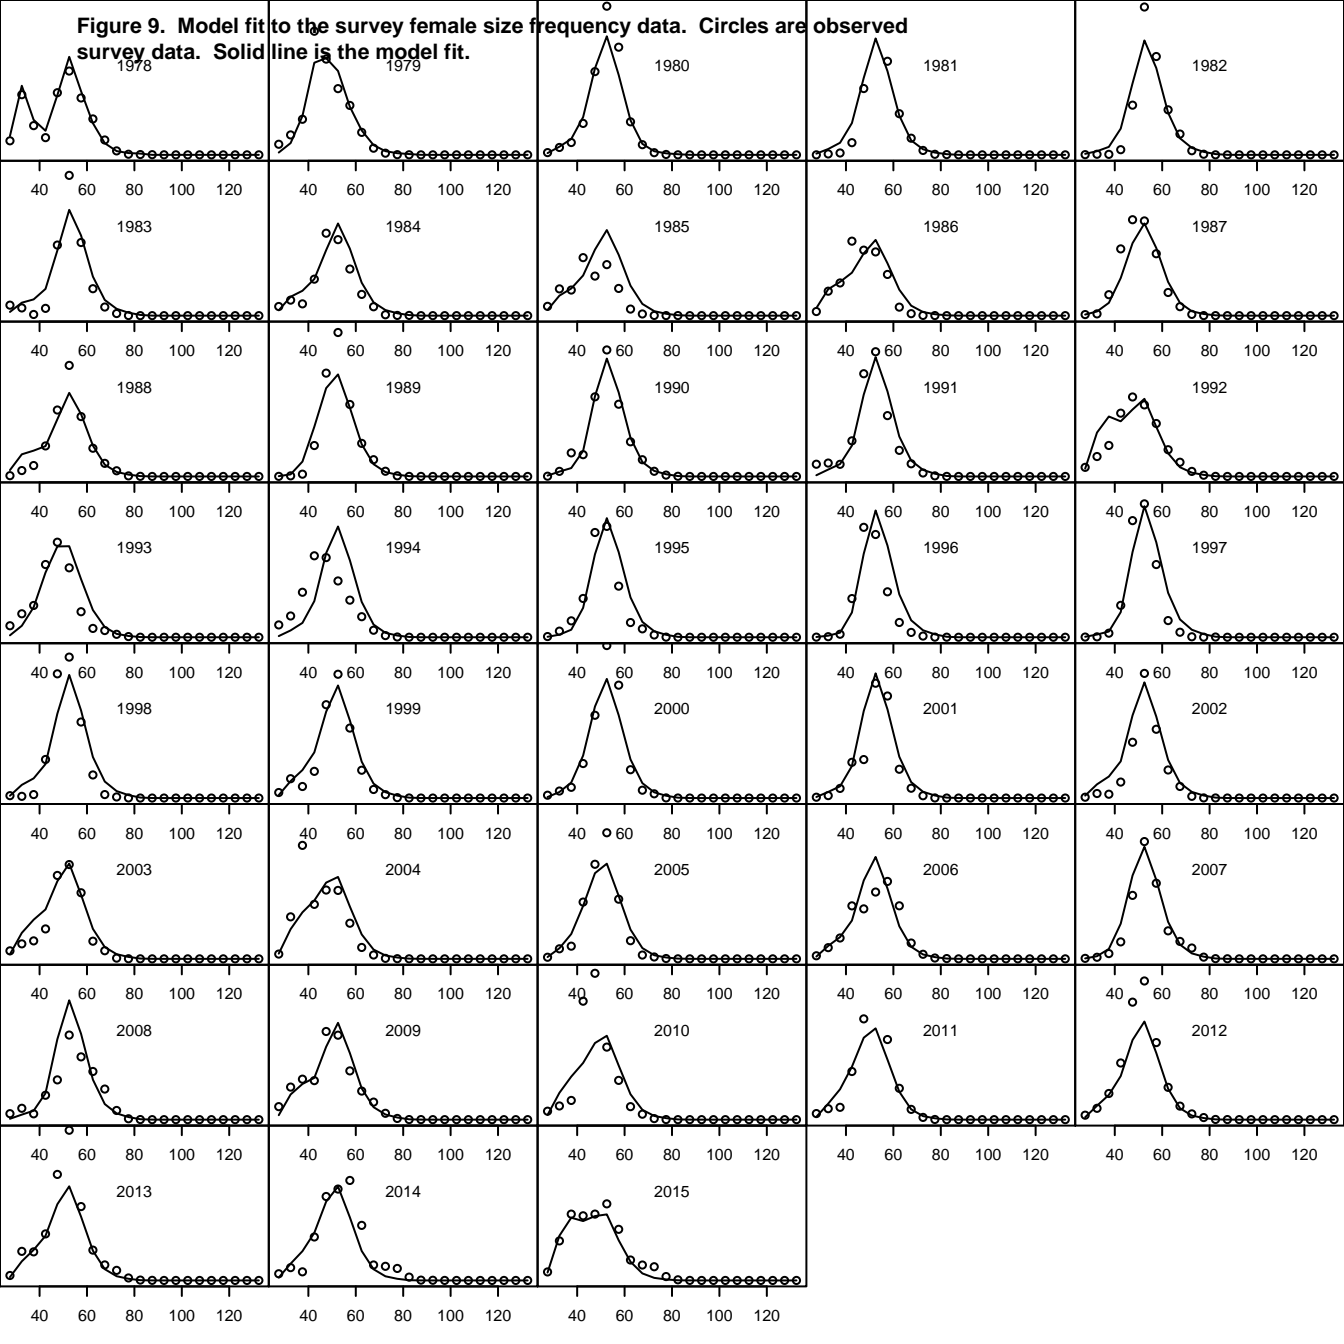 Figure 9. Model fit to the survey female size frequency data. Circles are observed
survey data. Solid line is the model fit.
1978 1979 1980 1981 1982
40 60 80 100 120 40 60 80 100 120 40 60 80 100 120 40 60 80 100 120 40 60 80 100 120
1983 1984 1985 1986 1987
40 60 80 100 120 40 60 80 100 120 40 60 80 100 120 40 60 80 100 120 40 60 80 100 120
1988 1989 1990 1991 1992
40 60 80 100 120 40 60 80 100 120 40 60 80 100 120 40 60 80 100 120 40 60 80 100 120
1993 1994 1995 1996 1997
40 60 80 100 120 40 60 80 100 120 40 60 80 100 120 40 60 80 100 120 40 60 80 100 120
1998 1999 2000 2001 2002
40 60 80 100 120 40 60 80 100 120 40 60 80 100 120 40 60 80 100 120 40 60 80 100 120
2003 2004 2005 2006 2007
40 60 80 100 120 40 60 80 100 120 40 60 80 100 120 40 60 80 100 120 40 60 80 100 120
2008 2009 2010 2011 2012
40 60 80 100 120 40 60 80 100 120 40 60 80 100 120 40 60 80 100 120 40 60 80 100 120
2013 2014 2015
40 60 80 100 120 40 60 80 100 120 40 60 80 100 120